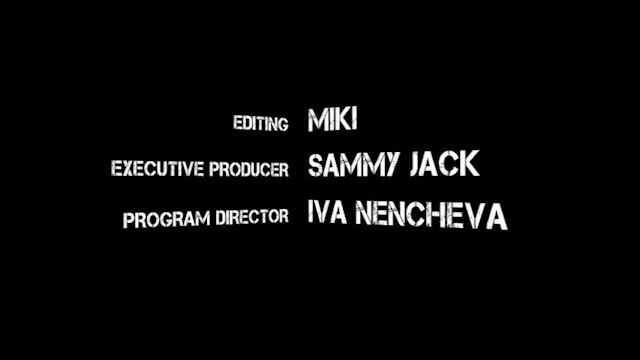 EDITING MIKI
EXECUTIVE PRODUCER SAMMY JACK
PROGRAM DIRECTOR IVA NENCHEVA